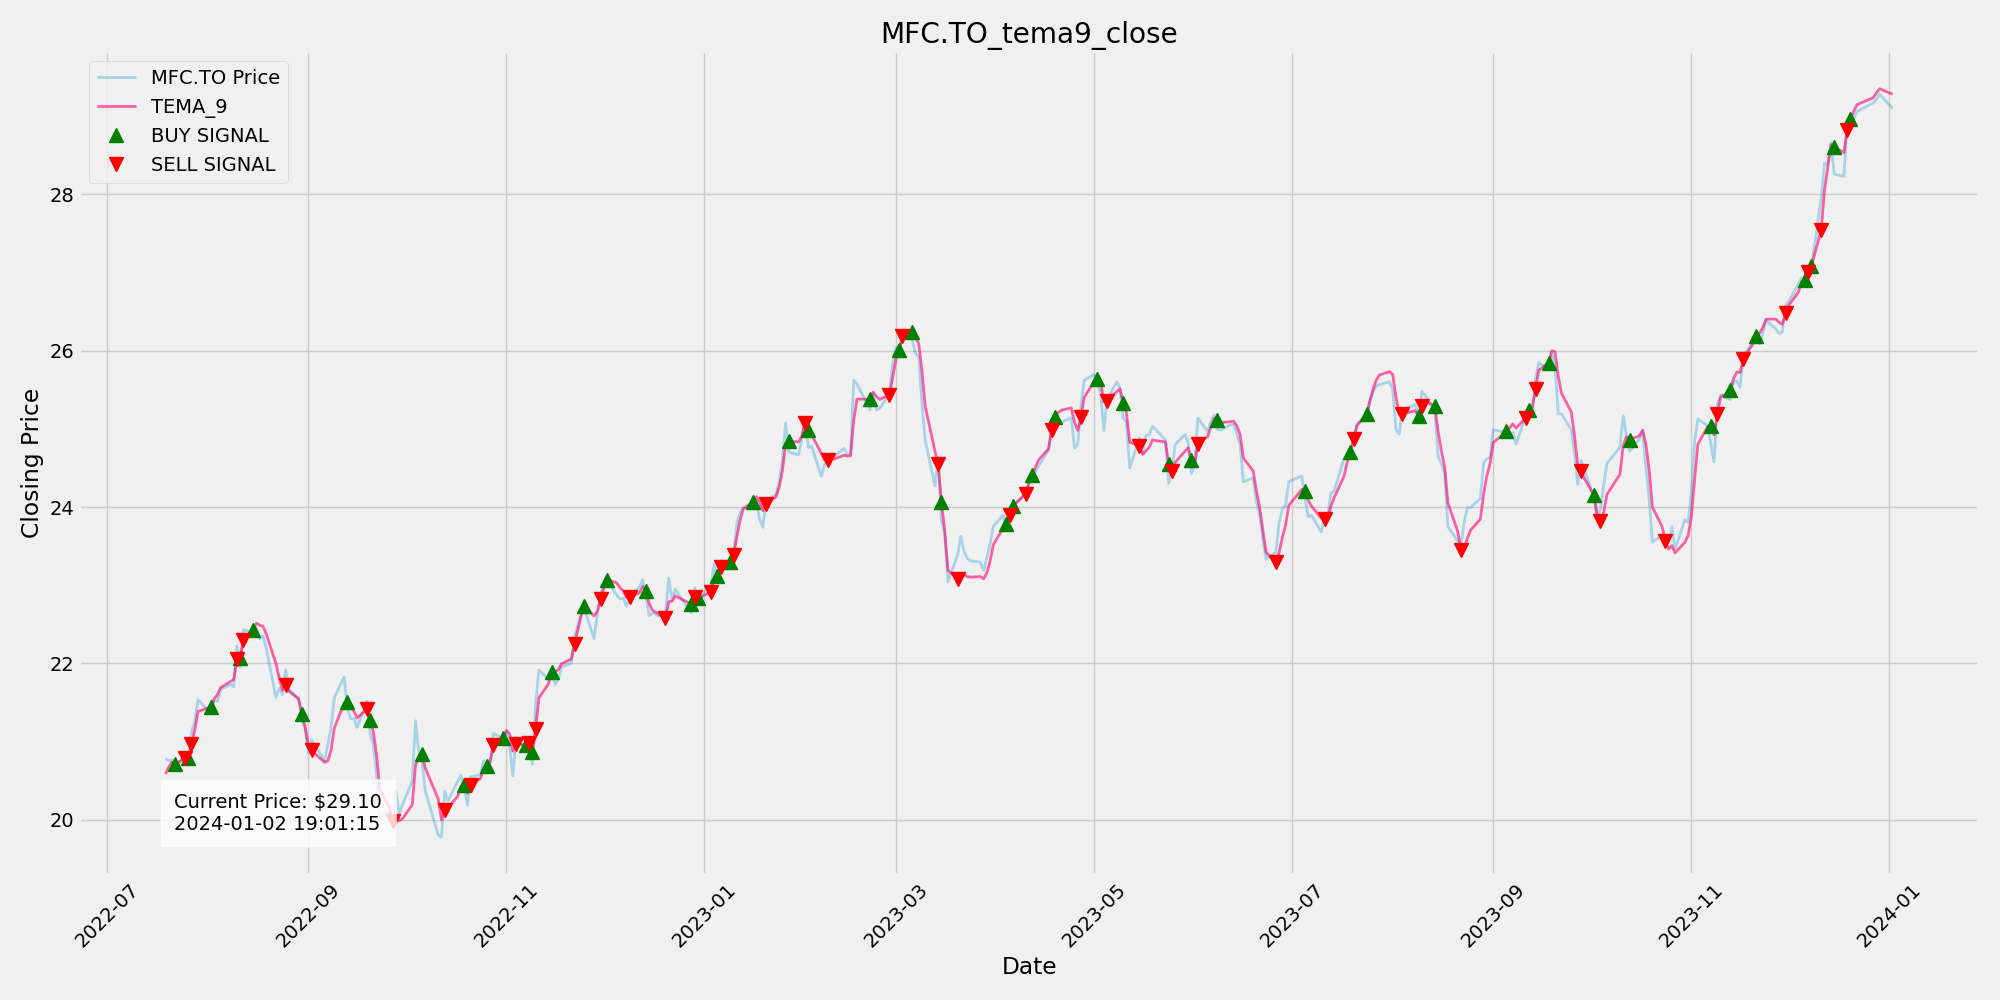 MFC.TO_tema9_close
MFC.TO Price
TEMA_9
BUY SIGNAL
SELL SIGNAL
28
26
24
22
20
Closing Price
Current Price: $29.10
2024-01-02 19:01:15
2022-07
2022-09
2022-11
2023-01
2023-03
2023-05
2023-07
2023-09
2023-11
2024-01
Date